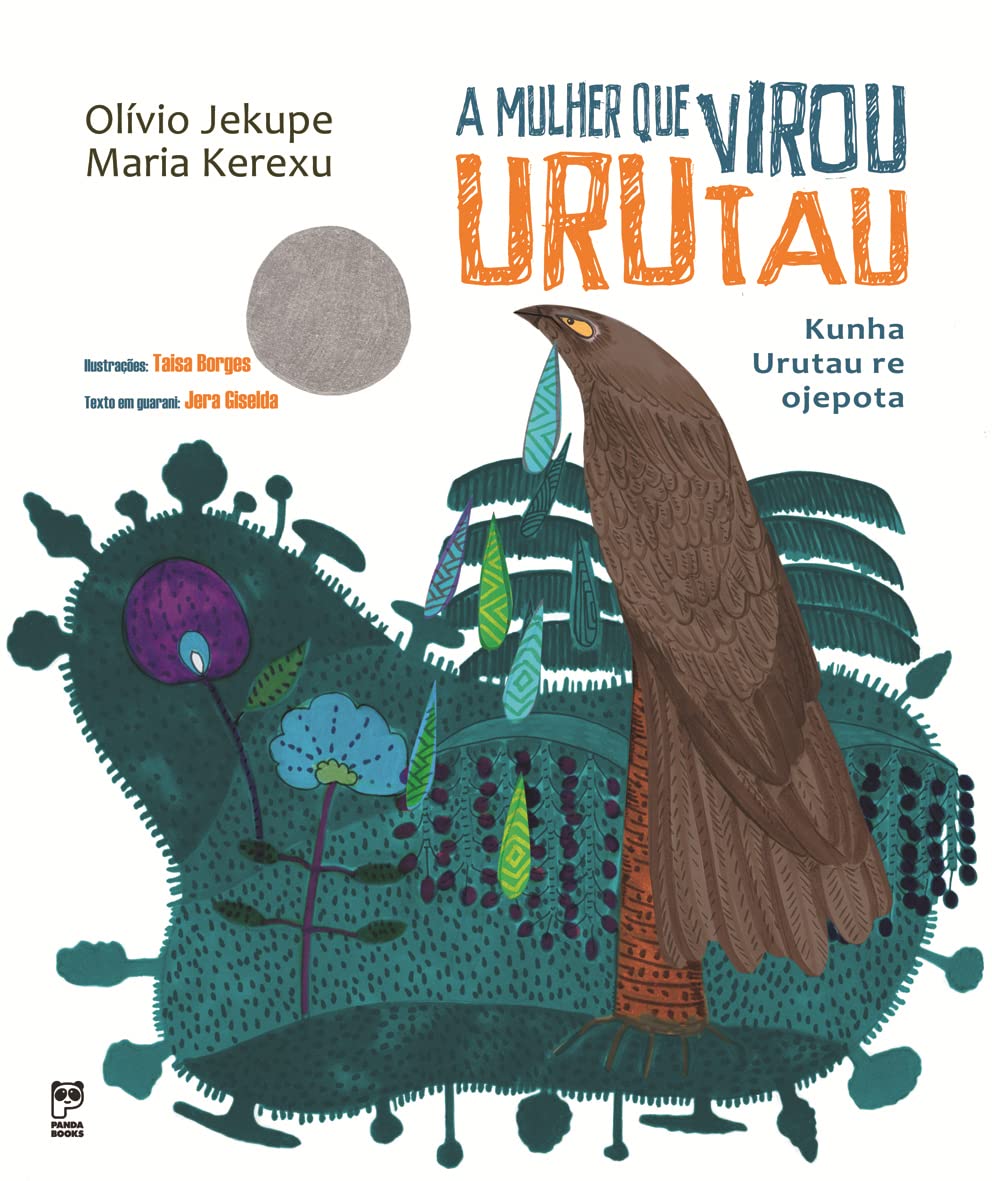 Olívio Jekupe
Maria Kerexu
A MULHER QUE VIROU
URUTAU
Kunha
Urutau re
ojepota
Ilustrações: Taisa Borges
Texto em guarani: Jera Giselda
PANDA
BOOKS